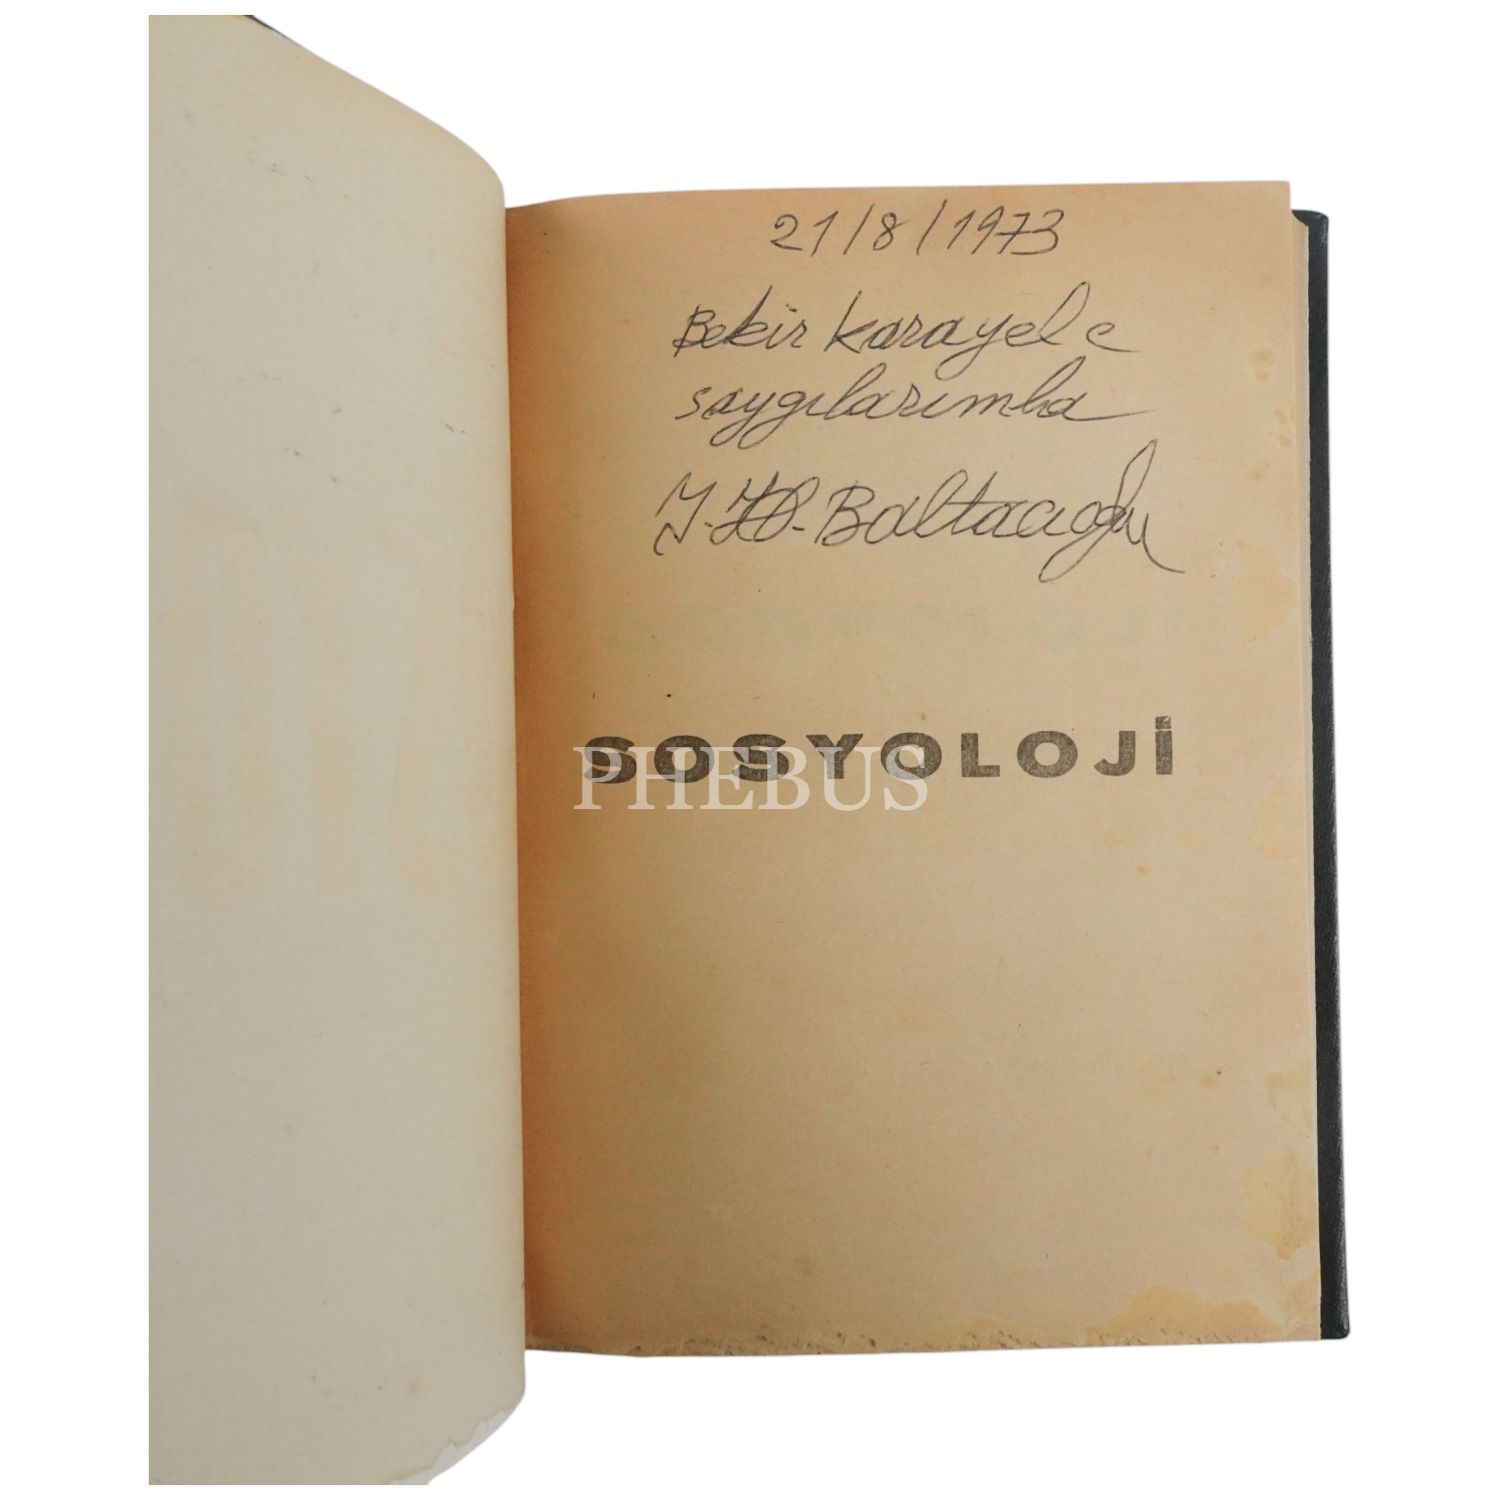 21/8/1973
Bekir Karayel e
saygılarımla
İ. H. Baltacıoğlu
SOSYOLOJİ
PHEBUS